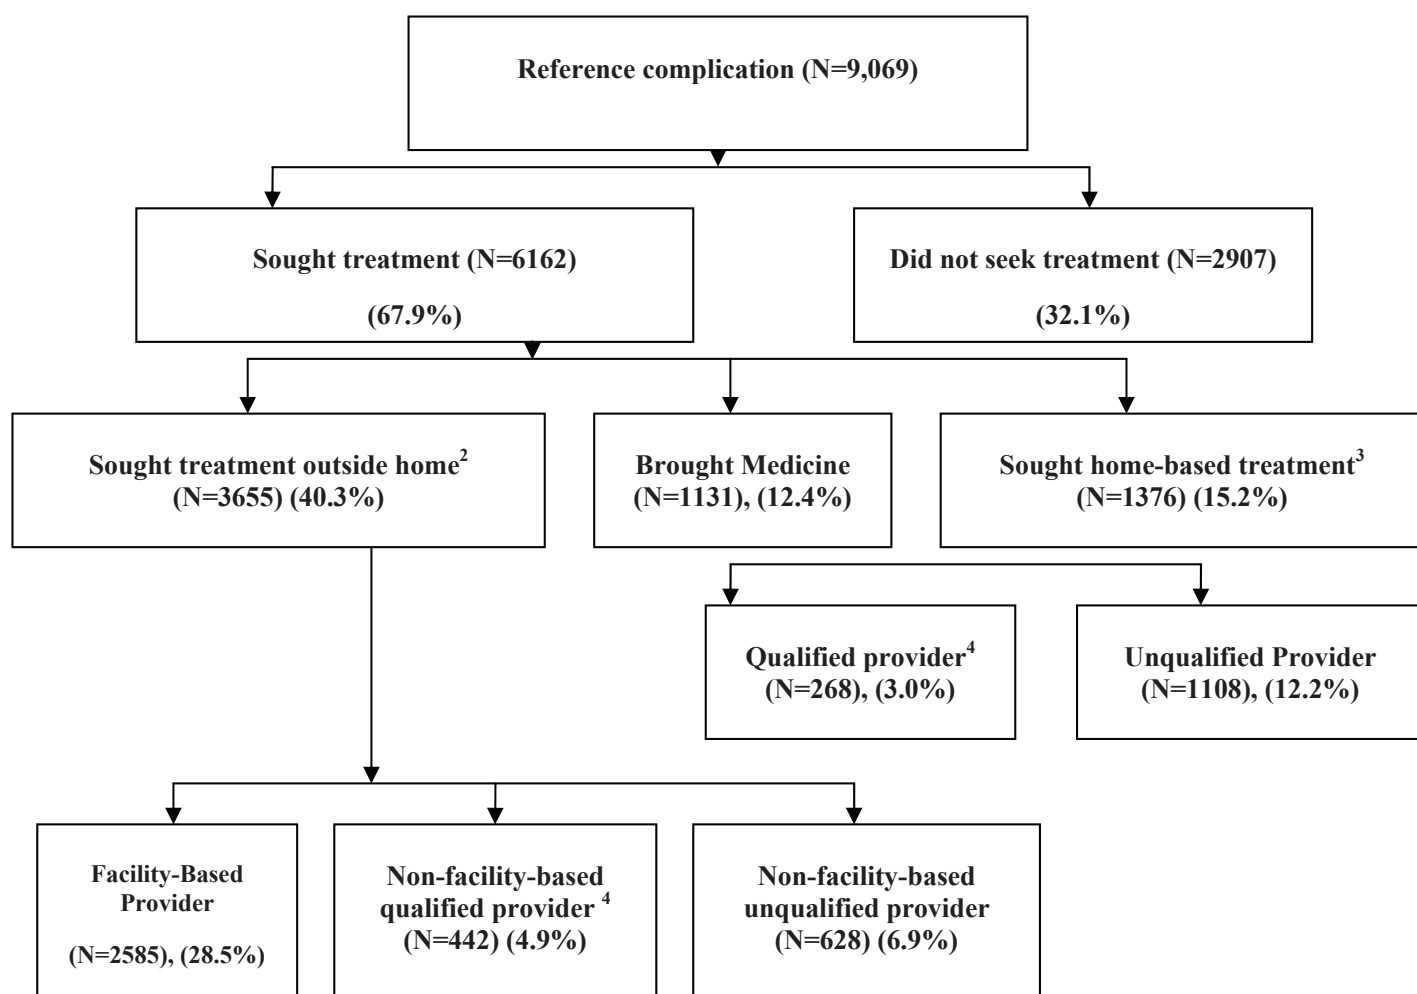 Reference complication (N=9,069)
Sought treatment (N=6162)
(67.9%)
Did not seek treatment (N=2907)
(32.1%)
Sought treatment outside home²
(N=3655) (40.3%)
Brought Medicine
(N=1131), (12.4%)
Sought home-based treatment³
(N=1376) (15.2%)
Qualified provider⁴
(N=268), (3.0%)
Unqualified Provider
(N=1108), (12.2%)
Facility-Based
Provider
(N=2585), (28.5%)
Non-facility-based
qualified provider ⁴
(N=442) (4.9%)
Non-facility-based
unqualified provider
(N=628) (6.9%)